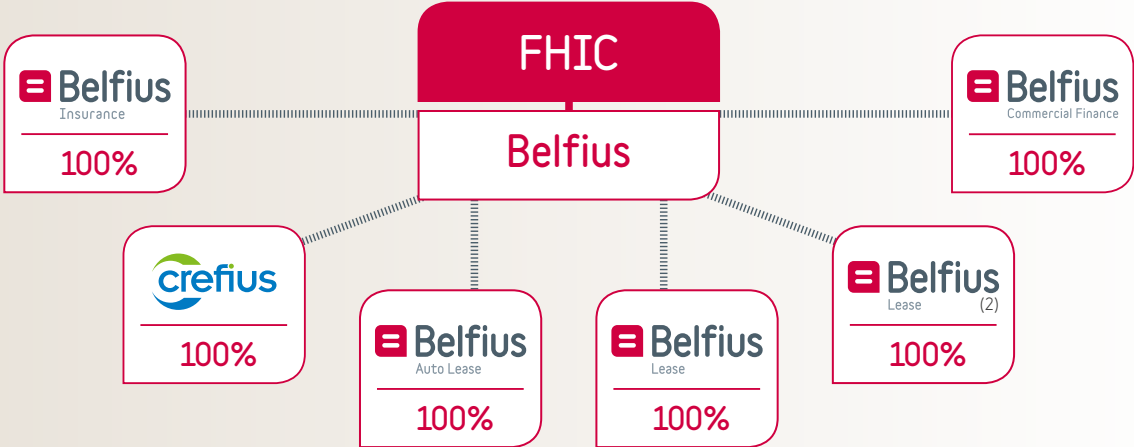 FHIC
Belfius
Belfius
Insurance
100%
Belfius
Commercial Finance
100%
crefius
100%
Belfius
Auto Lease
100%
Belfius
Lease
100%
Belfius
Lease (2)
100%